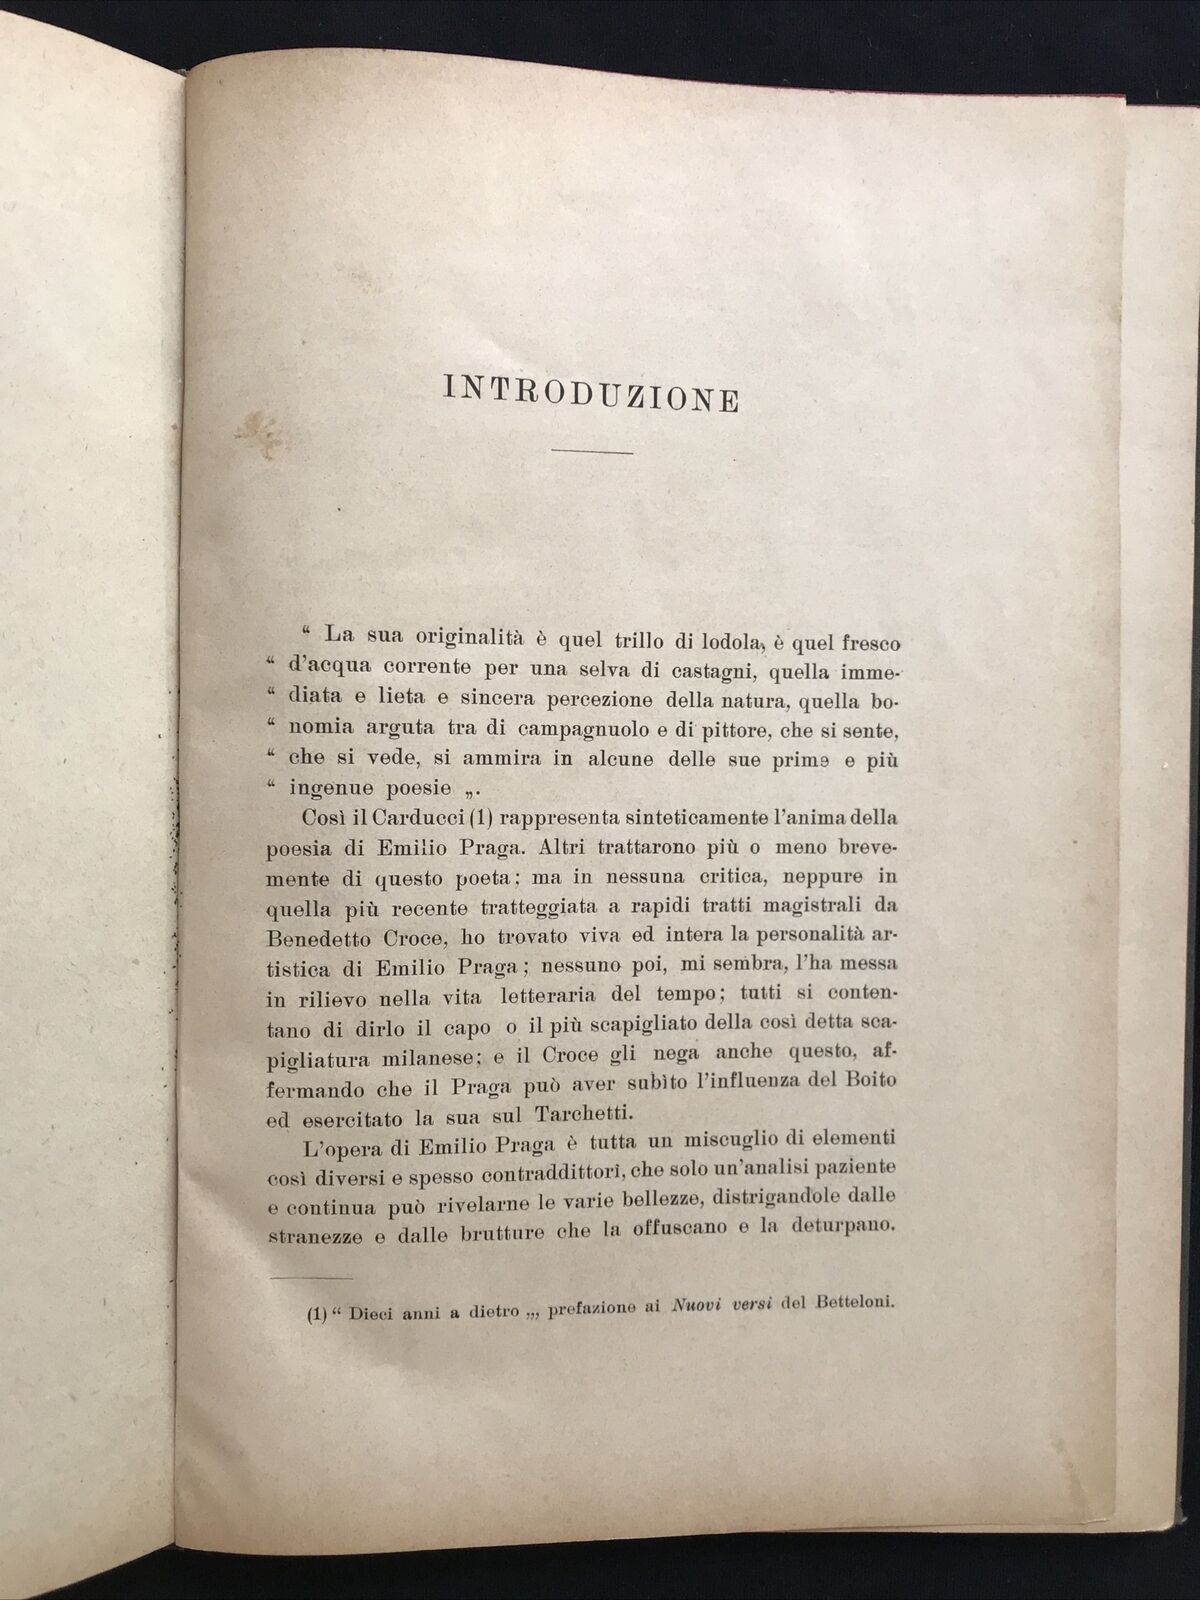 INTRODUZIONE
“ La sua originalità è quel trillo di lodola, è quel fresco
“ d'acqua corrente per una selva di castagni, quella imme-
“ diata e lieta e sincera percezione della natura, quella bo-
“ nomia arguta tra di campagnuolo e di pittore, che si sente,
“ che si vede, si ammira in alcune delle sue prime e più
“ ingenue poesie „.
Così il Carducci (1) rappresenta sinteticamente l'anima della
poesia di Emilio Praga. Altri trattarono più o meno breve-
mente di questo poeta; ma in nessuna critica, neppure in
quella più recente tratteggiata a rapidi tratti magistrali da
Benedetto Croce, ho trovato viva ed intera la personalità ar-
tistica di Emilio Praga; nessuno poi, mi sembra, l'ha messa
in rilievo nella vita letteraria del tempo; tutti si conten-
tano di dirlo il capo o il più scapigliato della così detta sca-
pigliatura milanese; e il Croce gli nega anche questo, af-
fermando che il Praga può aver subìto l'influenza del Boito
ed esercitato la sua sul Tarchetti.
L'opera di Emilio Praga è tutta un miscuglio di elementi
così diversi e spesso contraddittorî, che solo un'analisi paziente
e continua può rivelarne le varie bellezze, distrigandole dalle
stranezze e dalle brutture che la offuscano e la deturpano.
(1) “ Dieci anni a dietro „, prefazione ai Nuovi versi del Betteloni.